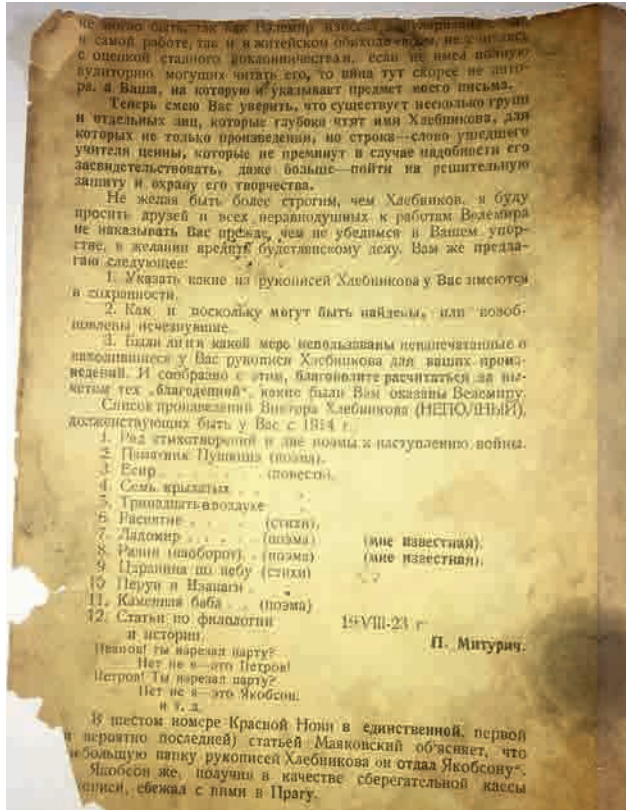 не могло быть, так как Велемир избегал
и самой работе, так и в житейском обиходе своем, не считаясь
с оценкой стадного поклонничества и, если не имел полную
аудиторию могущих читать его, то вина тут скорее не авто-
ра, а Ваша, на которую и указывает предмет моего письма.
Теперь смею Вас уверить, что существует несколько групп
и отдельных лиц, которые глубоко чтят имя Хлебникова, для
которых не только произведении, но строка—слово ушедшего
учителя ценны, которые не преминут в случае надобности его
засвидетельствовать, даже больше—пойти на решительную
защиту и охрану его творчества.
Не желая быть более строгим, чем Хлебников, я буду
просить друзей и всех неравнодушных к работам Велемира
не наказывать Вас прежде, чем не убедимся в Вашем упор-
стве, в желании вредить будетлянскому делу. Вам же предла-
гаю следующее:
1. Указать какие из рукописей Хлебникова у Вас имеются
в сохранности.
2. Как и поскольку могут быть найдены, или возоб-
новлены исчезнувшие
3. Были ли и в какой мере использованы ненапечатанные о
находившиеся у Вас рукописи Хлебникова для ваших произ-
ведений. И сообразно с этим, благоволите расчитаться за вы-
четом тех „благодеяний“, какие были Вам оказаны Велемиру.
Список произведений Виктора Хлебникова (НЕПОЛНЫЙ),
долженствующих быть у Вас с 1914 г.
1. Ряд стихотворений и две поэмы к наступлению войны.
2. Памятник Пушкина (поэма).
3. Есир . . . . (повесть).
4. Семь крылатых . .
5. Тринадцать в воздухе
6. Распятие . . . (стихи).
7. Ладомир . . . . (поэма) (мне известная).
8. Разин (наоборот) . (поэма) (мне известная).
9. Царапина по небу (стихи)
10. Перун и Изанаги .
11. Каменная баба . . (поэма)
12. Статьи по филологии 19-VIII-23 г
и истории.
П. Митурич.
Иванов! ты нарезал парту?
Нет не я—это Петров!
Петров! Ты нарезал парту?
Нет не я—это Якобсон.
и т. д.
В шестом номере Красной Нови в единственной, первой
и вероятно последней) статьей Маяковский об'ясняет, что
небольшую папку рукописей Хлебникова он отдал Якобсону“.
Якобсон же, получив в качестве сберегательной кассы
сбежал с ними в Прагу.